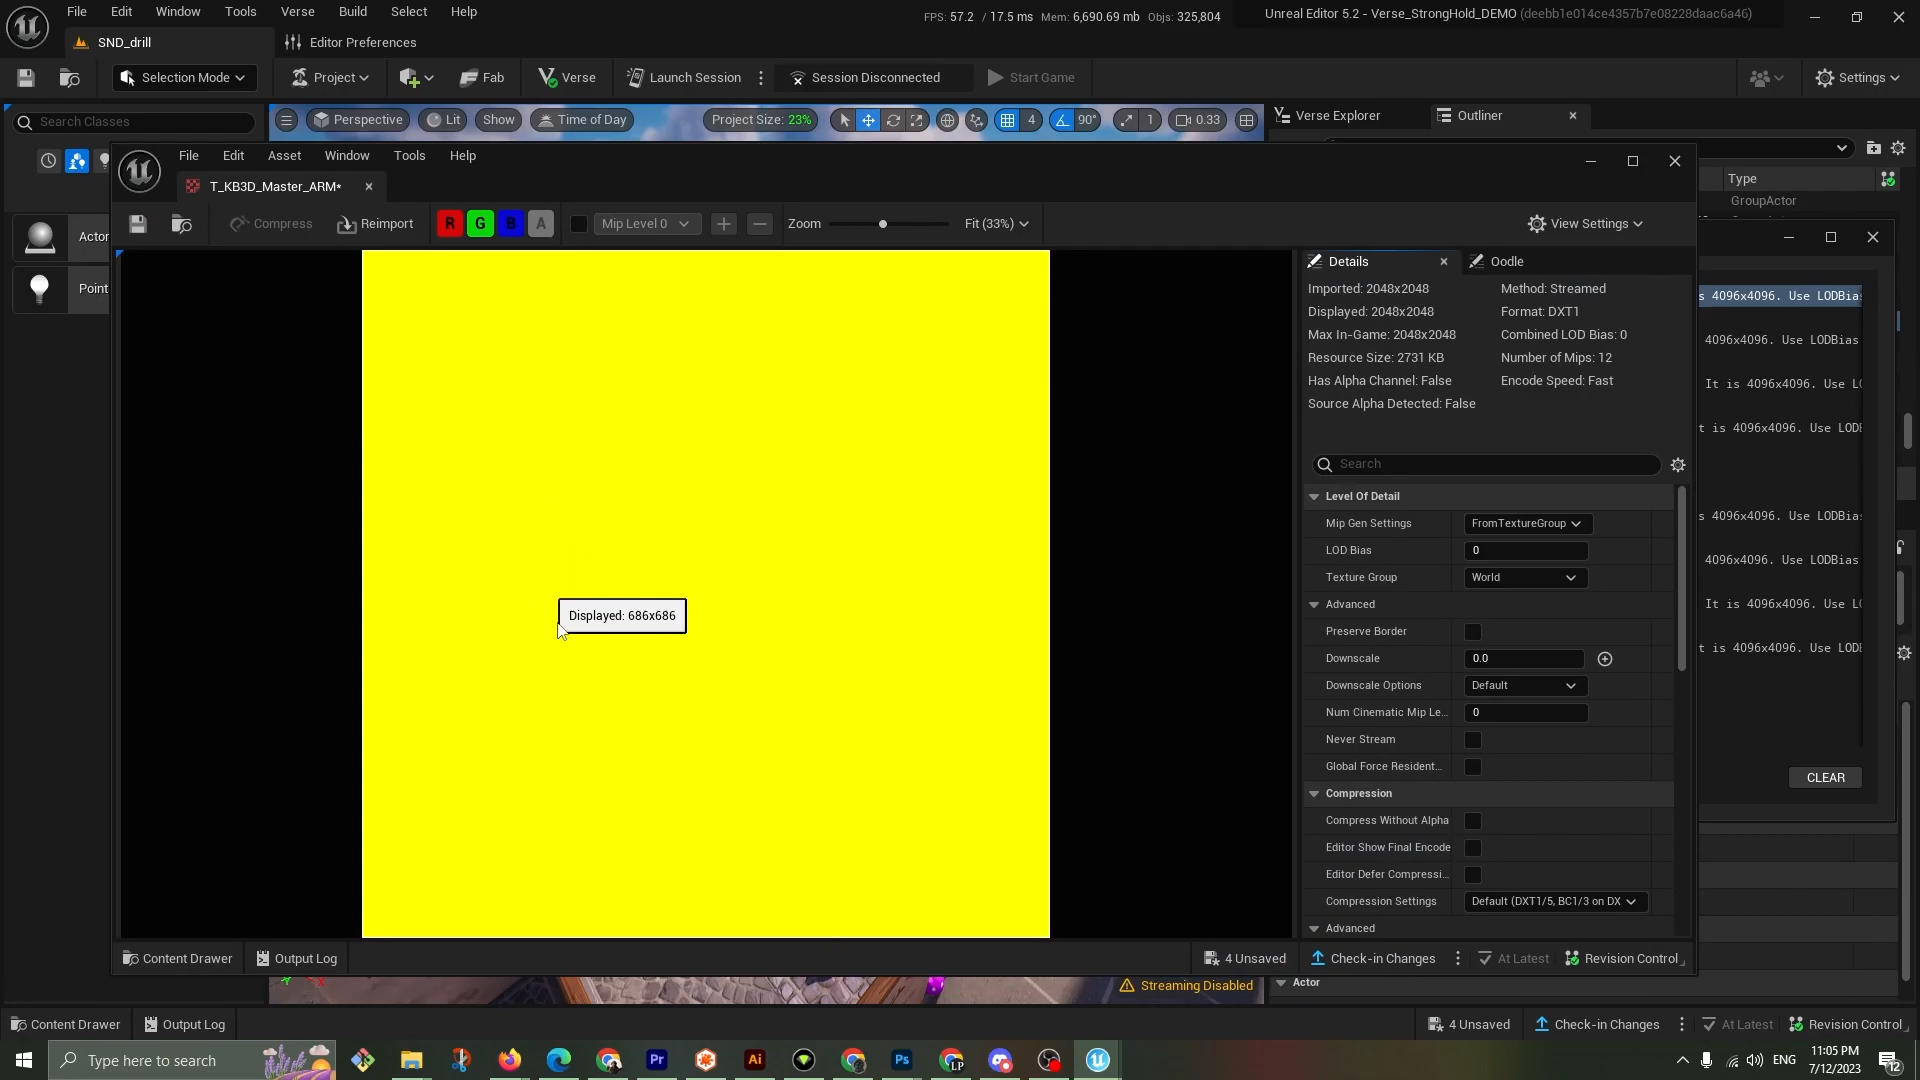 File Edit Window Tools Verse Build Select Help
FPS: 57.2 / 17.5 ms Mem: 6,690.69 mb Objs: 325,804
Unreal Editor 5.2 - Verse_StrongHold_DEMO (deebb1e014ce4357b7e08228daac6a46)
SND_drill
Editor Preferences
Selection Mode
Project
Fab
Verse
Launch Session
Session Disconnected
Start Game
Settings
Search Classes
Perspective
Lit
Show
Time of Day
Project Size: 23%
4
90°
1
0.33
Verse Explorer
Outliner
Type
GroupActor
File Edit Asset Window Tools Help
T_KB3D_Master_ARM*
Compress
Reimport
R G B A
Mip Level 0
Zoom
Fit (33%)
View Settings
Actor
Point
Details
Oodle
Imported: 2048x2048
Method: Streamed
Displayed: 2048x2048
Format: DXT1
Max In-Game: 2048x2048
Combined LOD Bias: 0
Resource Size: 2731 KB
Number of Mips: 12
Has Alpha Channel: False
Encode Speed: Fast
Source Alpha Detected: False
Search
Level Of Detail
Mip Gen Settings FromTextureGroup
LOD Bias 0
Texture Group World
Advanced
Preserve Border
Downscale 0.0
Downscale Options Default
Num Cinematic Mip Le...
0
Never Stream
Global Force Resident...
Compression
Compress Without Alpha
Editor Show Final Encode
Editor Defer Compressi...
Compression Settings Default (DXT1/5, BC1/3 on DX
Advanced
Displayed: 686x686
s 4096x4096. Use LODBia
4096x4096. Use LODBias
It is 4096x4096. Use LO
t is 4096x4096. Use LODB
s 4096x4096. Use LODBia
4096x4096. Use LODBias
It is 4096x4096. Use LO
t is 4096x4096. Use LODB
CLEAR
Content Drawer
Output Log
4 Unsaved
Check-in Changes
At Latest
Revision Control
Streaming Disabled
Actor
Content Drawer
Output Log
4 Unsaved
Check-in Changes
At Latest
Revision Control
Type here to search
Pr
Ai
Ps
LP
ENG
11:05 PM
7/12/2023
12